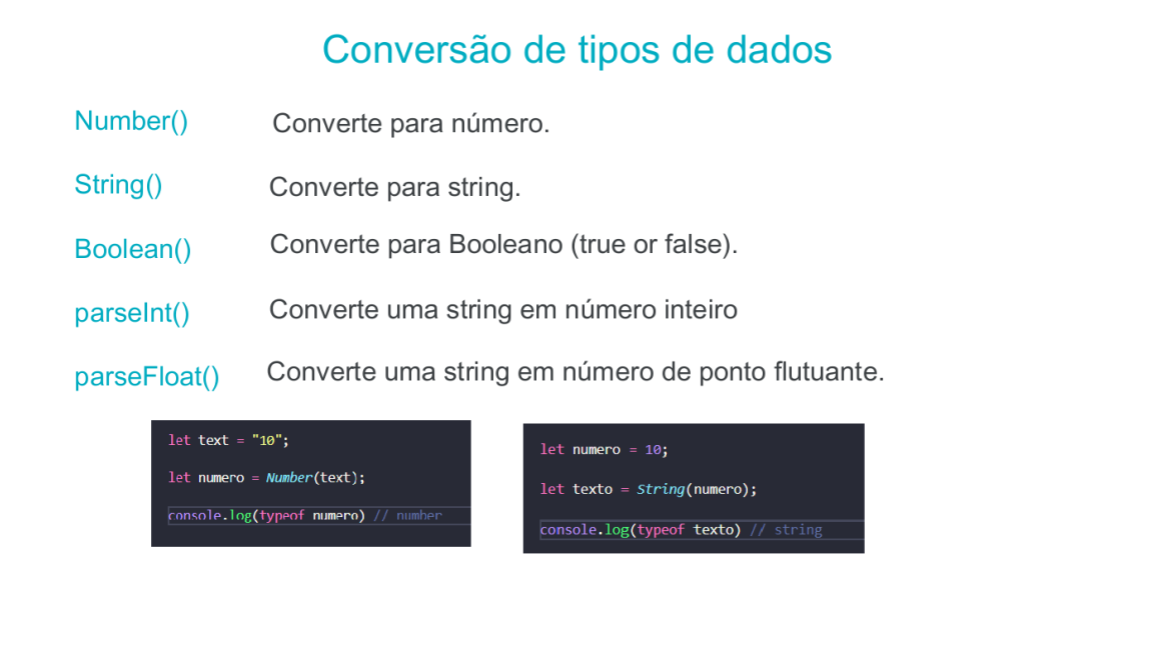 Conversão de tipos de dados
Number() Converte para número.
String() Converte para string.
Boolean() Converte para Booleano (true or false).
parseInt() Converte uma string em número inteiro
parseFloat() Converte uma string em número de ponto flutuante.
let text = "10";
let numero = Number(text);
console.log(typeof numero) // number
let numero = 10;
let texto = String(numero);
console.log(typeof texto) // string